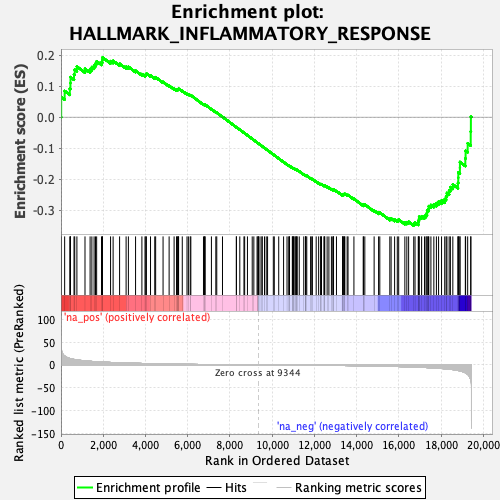 Enrichment plot:
HALLMARK_INFLAMMATORY_RESPONSE
Enrichment score (ES)
0.2
0.1
0.0
-0.1
-0.2
-0.3
Ranked list metric (PreRanked)
100
50
0
-50
-100
-150
'na_pos' (positively correlated)
Zero cross at 9344
'na_neg' (negatively correlated)
0
2,000
4,000
6,000
8,000
10,000
12,000
14,000
16,000
18,000
20,000
Rank in Ordered Dataset
Enrichment profile
Hits
Ranking metric scores